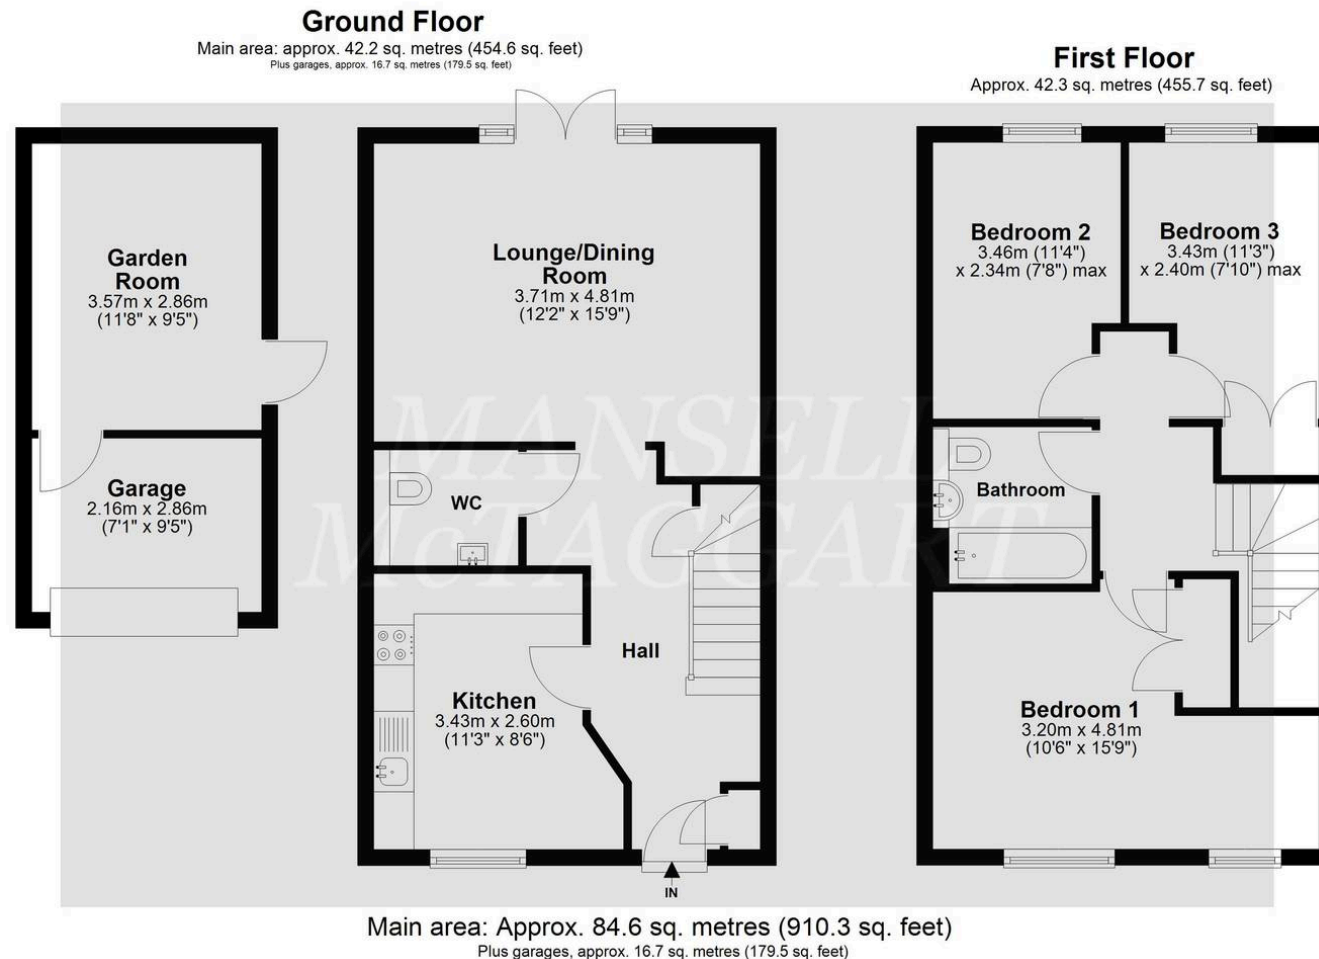 Ground Floor
Main area: approx. 42.2 sq. metres (454.6 sq. feet)
Plus garages, approx. 16.7 sq. metres (179.5 sq. feet)
First Floor
Approx. 42.3 sq. metres (455.7 sq. feet)
Garden
Room
3.57m x 2.86m
(11'8" x 9'5")
Garage
2.16m x 2.86m
(7'1" x 9'5")
Lounge/Dining
Room
3.71m x 4.81m
(12'2" x 15'9")
WC
Hall
Kitchen
3.43m x 2.60m
(11'3" x 8'6")
IN
Bedroom 2
3.46m (11'4")
x 2.34m (7'8") max
Bedroom 3
3.43m (11'3")
x 2.40m (7'10") max
Bathroom
Bedroom 1
3.20m x 4.81m
(10'6" x 15'9")
MANSELL
McTAGGART
Main area: Approx. 84.6 sq. metres (910.3 sq. feet)
Plus garages, approx. 16.7 sq. metres (179.5 sq. feet)